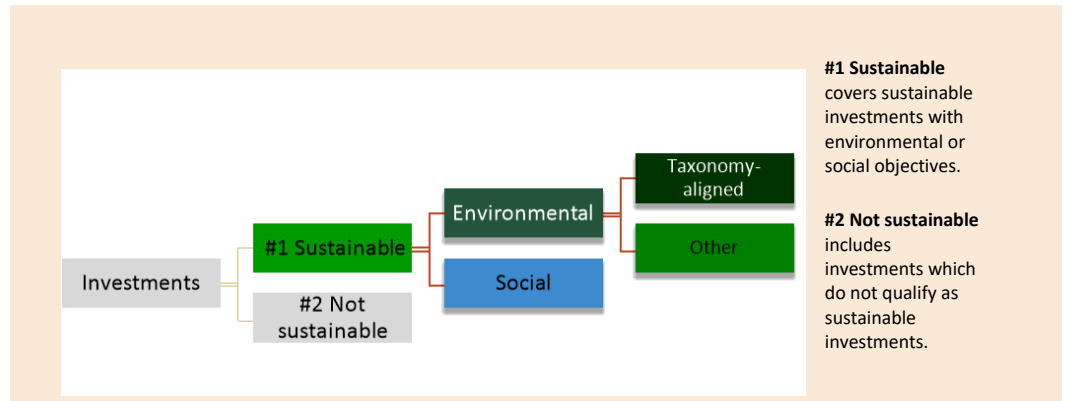 Investments
#1 Sustainable
#2 Not
sustainable
Environmental
Social
Taxonomy-
aligned
Other
#1 Sustainable
covers sustainable
investments with
environmental or
social objectives.
#2 Not sustainable
includes
investments which
do not qualify as
sustainable
investments.